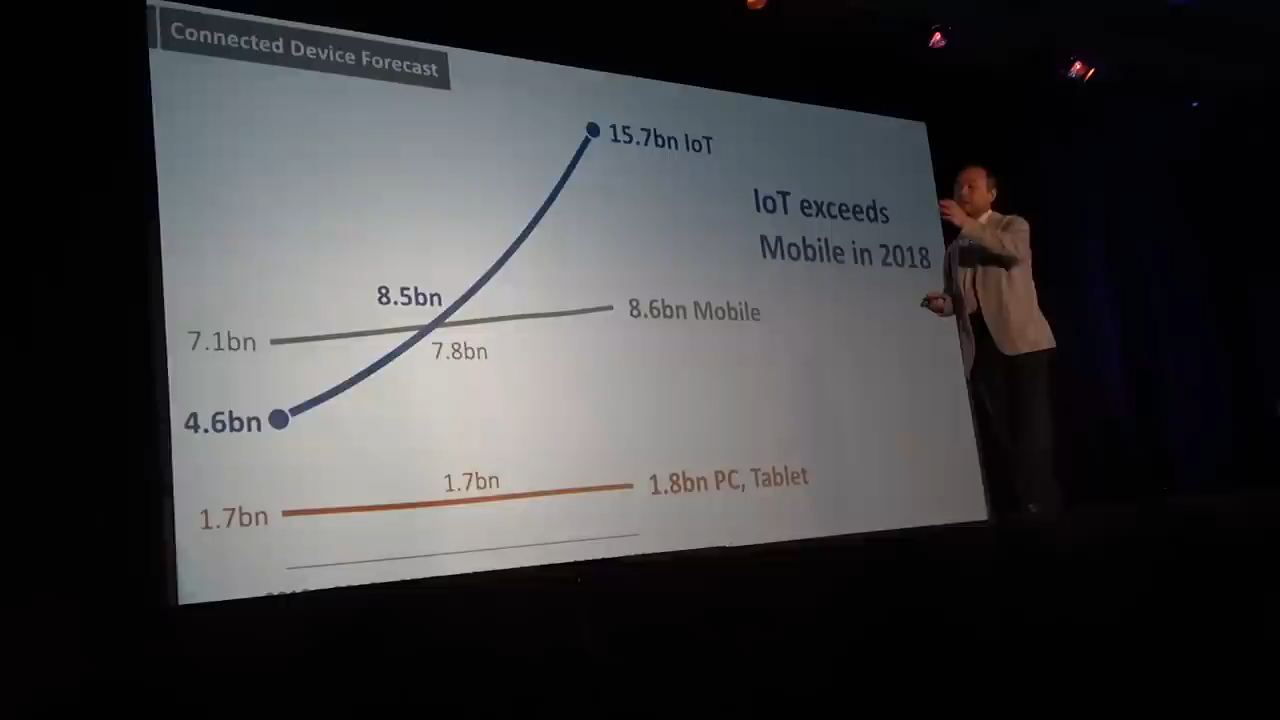 Connected Device Forecast
15.7bn IoT
IoT exceeds
Mobile in 2018
8.5bn
8.6bn Mobile
7.1bn
7.8bn
4.6bn
1.7bn
1.8bn PC, Tablet
1.7bn